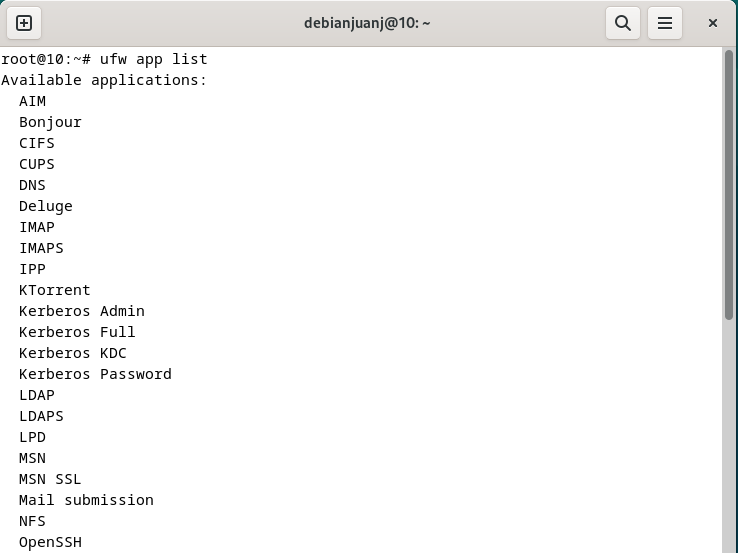 debianjuanj@10: ~
root@10:~# ufw app list
Available applications:
  AIM
  Bonjour
  CIFS
  CUPS
  DNS
  Deluge
  IMAP
  IMAPS
  IPP
  KTorrent
  Kerberos Admin
  Kerberos Full
  Kerberos KDC
  Kerberos Password
  LDAP
  LDAPS
  LPD
  MSN
  MSN SSL
  Mail submission
  NFS
  OpenSSH